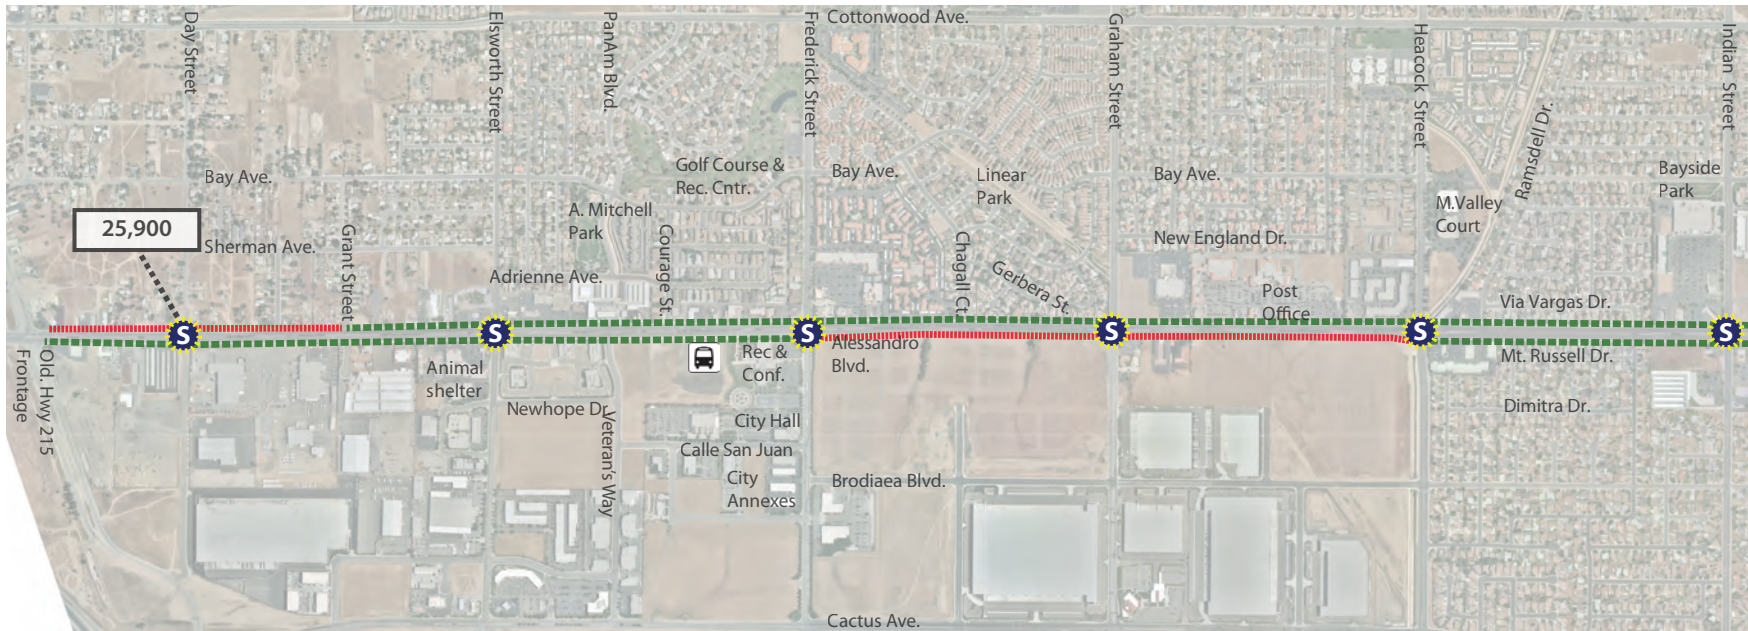 Cottonwood Ave.
Day Street
Elsworth Street
PanAm Blvd.
Frederick Street
Graham Street
Heacock Street
Indian Street
Ramsdell Dr.
Bay Ave.
Golf Course &
Rec. Cntr.
Bay Ave.
Linear
Park
Bay Ave.
Bayside
Park
M.Valley
Court
25,900
A. Mitchell
Park
Sherman Ave.
Grant Street
Courage St.
Chagall Ct.
New England Dr.
Adrienne Ave.
Gerbera St.
Post
Office
Via Vargas Dr.
S
S
S
S
S
S
Old. Hwy 215
Frontage
Animal
shelter
Rec &
Conf.
Alessandro
Blvd.
Mt. Russell Dr.
Newhope Dr.
Veteran's Way
City Hall
Dimitra Dr.
Calle San Juan
City
Annexes
Brodiaea Blvd.
Cactus Ave.